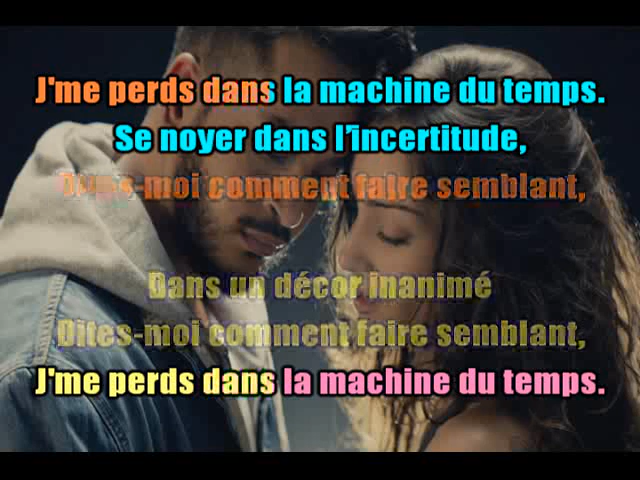 J'me perds dans la machine du temps.
Se noyer dans l'incertitude,
Dites-moi comment faire semblant,
Dans un décor inanimé
Dites-moi comment faire semblant,
J'me perds dans la machine du temps.